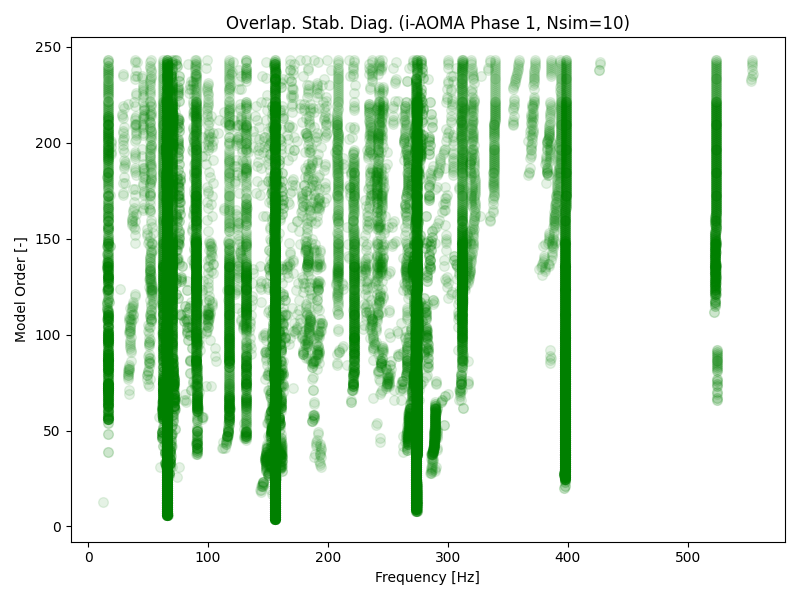 Overlap. Stab. Diag. (i-AOMA Phase 1, Nsim=10)
250
200
150
100
50
0
Model Order [-]
0 100 200 300 400 500
Frequency [Hz]